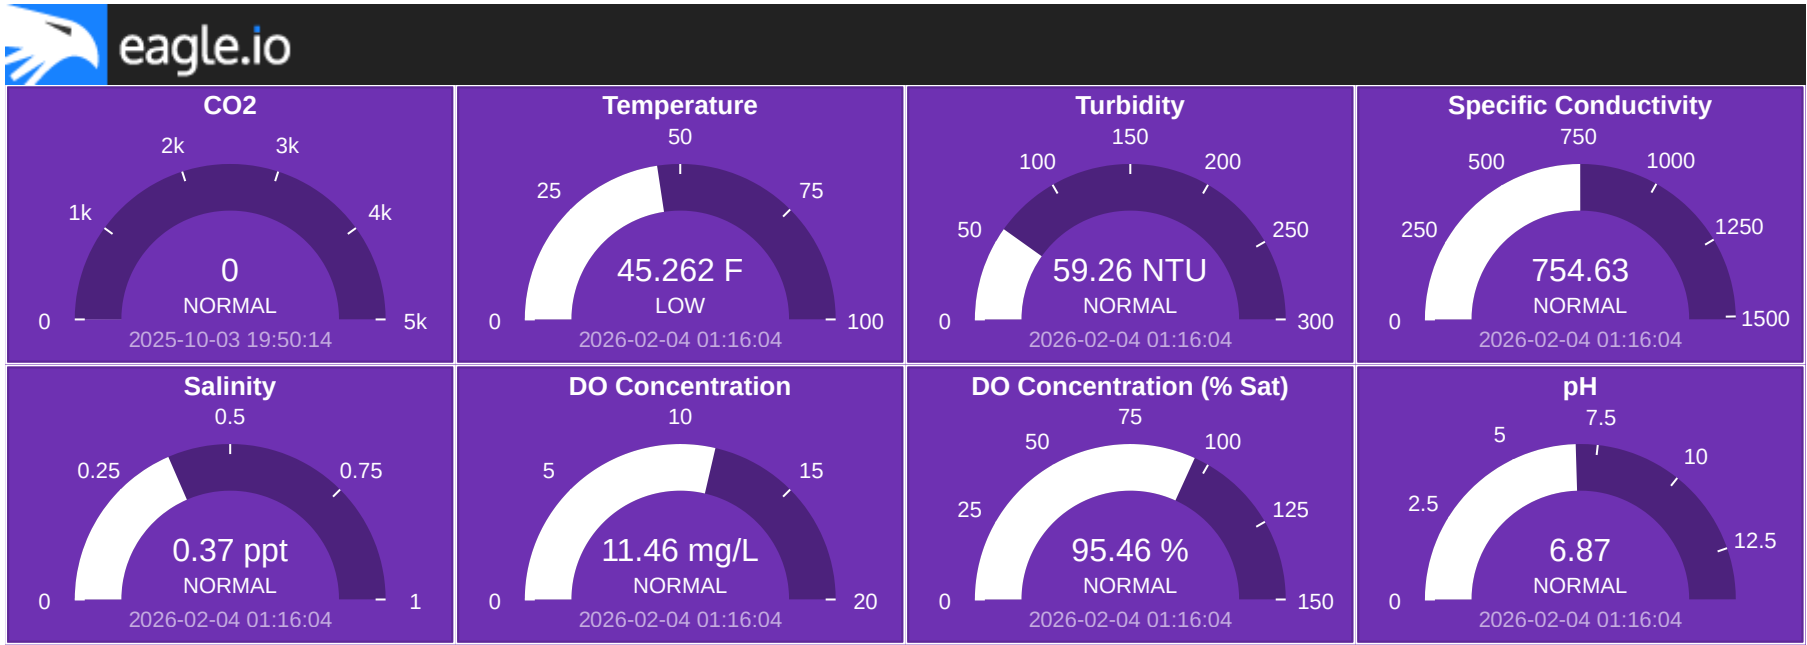 eagle.io
CO2
0
1k
2k
3k
4k
5k
0
NORMAL
2025-10-03 19:50:14
Temperature
0
25
50
75
100
45.262 F
LOW
2026-02-04 01:16:04
Turbidity
0
50
100
150
200
250
300
59.26 NTU
NORMAL
2026-02-04 01:16:04
Specific Conductivity
0
250
500
750
1000
1250
1500
754.63
NORMAL
2026-02-04 01:16:04
Salinity
0
0.25
0.5
0.75
1
0.37 ppt
NORMAL
2026-02-04 01:16:04
DO Concentration
0
5
10
15
20
11.46 mg/L
NORMAL
2026-02-04 01:16:04
DO Concentration (% Sat)
0
25
50
75
100
125
150
95.46 %
NORMAL
2026-02-04 01:16:04
pH
0
2.5
5
7.5
10
12.5
6.87
NORMAL
2026-02-04 01:16:04